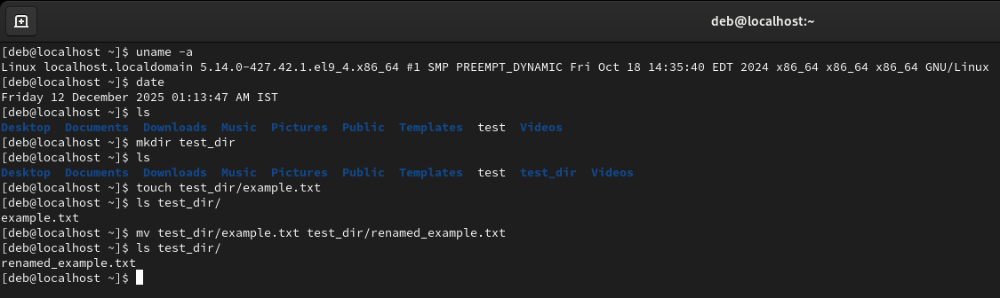 deb@localhost:~
[deb@localhost ~]$ uname -a
Linux localhost.localdomain 5.14.0-427.42.1.el9_4.x86_64 #1 SMP PREEMPT_DYNAMIC Fri Oct 18 14:35:40 EDT 2024 x86_64 x86_64 x86_64 GNU/Linux
[deb@localhost ~]$ date
Friday 12 December 2025 01:13:47 AM IST
[deb@localhost ~]$ ls
Desktop  Documents  Downloads  Music  Pictures  Public  Templates  test  Videos
[deb@localhost ~]$ mkdir test_dir
[deb@localhost ~]$ ls
Desktop  Documents  Downloads  Music  Pictures  Public  Templates  test  test_dir  Videos
[deb@localhost ~]$ touch test_dir/example.txt
[deb@localhost ~]$ ls test_dir/
example.txt
[deb@localhost ~]$ mv test_dir/example.txt test_dir/renamed_example.txt
[deb@localhost ~]$ ls test_dir/
renamed_example.txt
[deb@localhost ~]$